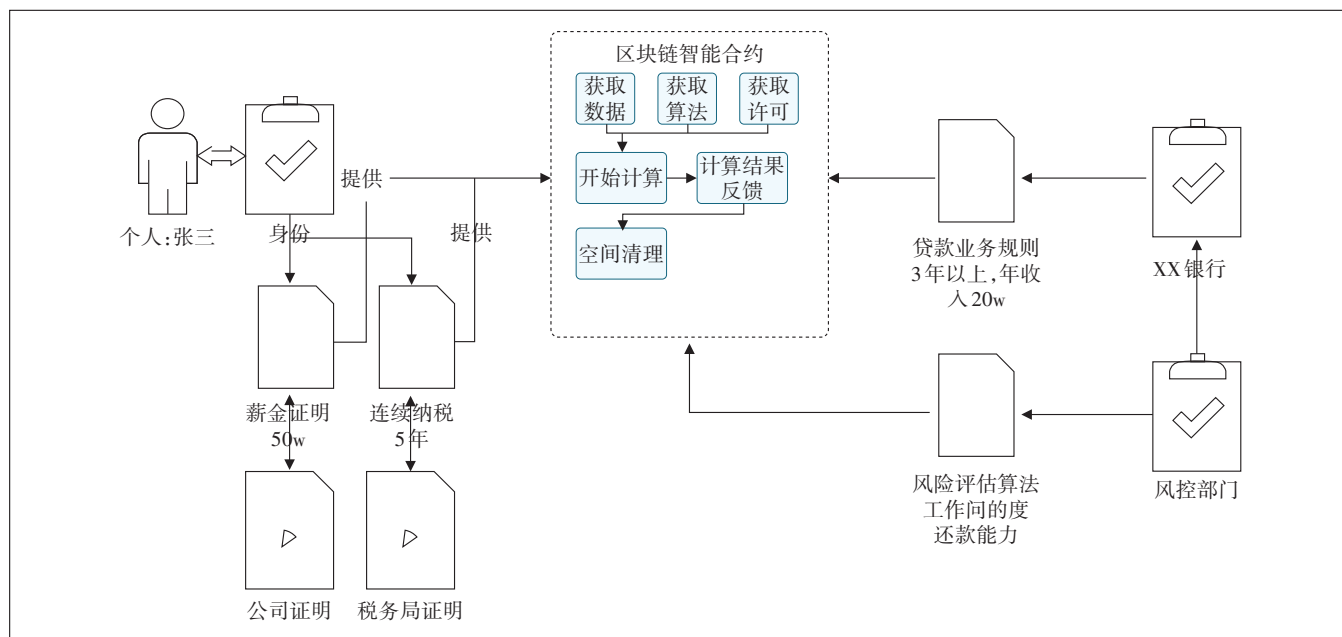 区块链智能合约
获取
数据
获取
算法
获取
许可
开始计算
计算结果
反馈
空间清理
提供
提供
个人:张三
身份
薪金证明
50w
连续纳税
5年
公司证明
税务局证明
贷款业务规则
3年以上,年收
入20w
XX银行
风险评估算法
工作问的度
还款能力
风控部门